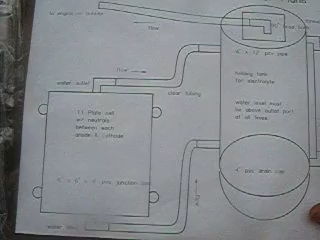 to engine air intake
flow
90
4" x 12" pvc pipe
flow
water outlet
holding tank
for electrolyte
clear tubing
water level must
be above outlet port
at all times.
11 Plate cell
w/ neutrals
between each
anode & cathode
4" pvc drain cap
6" x 6" x 4" pvc junction box
flow
water